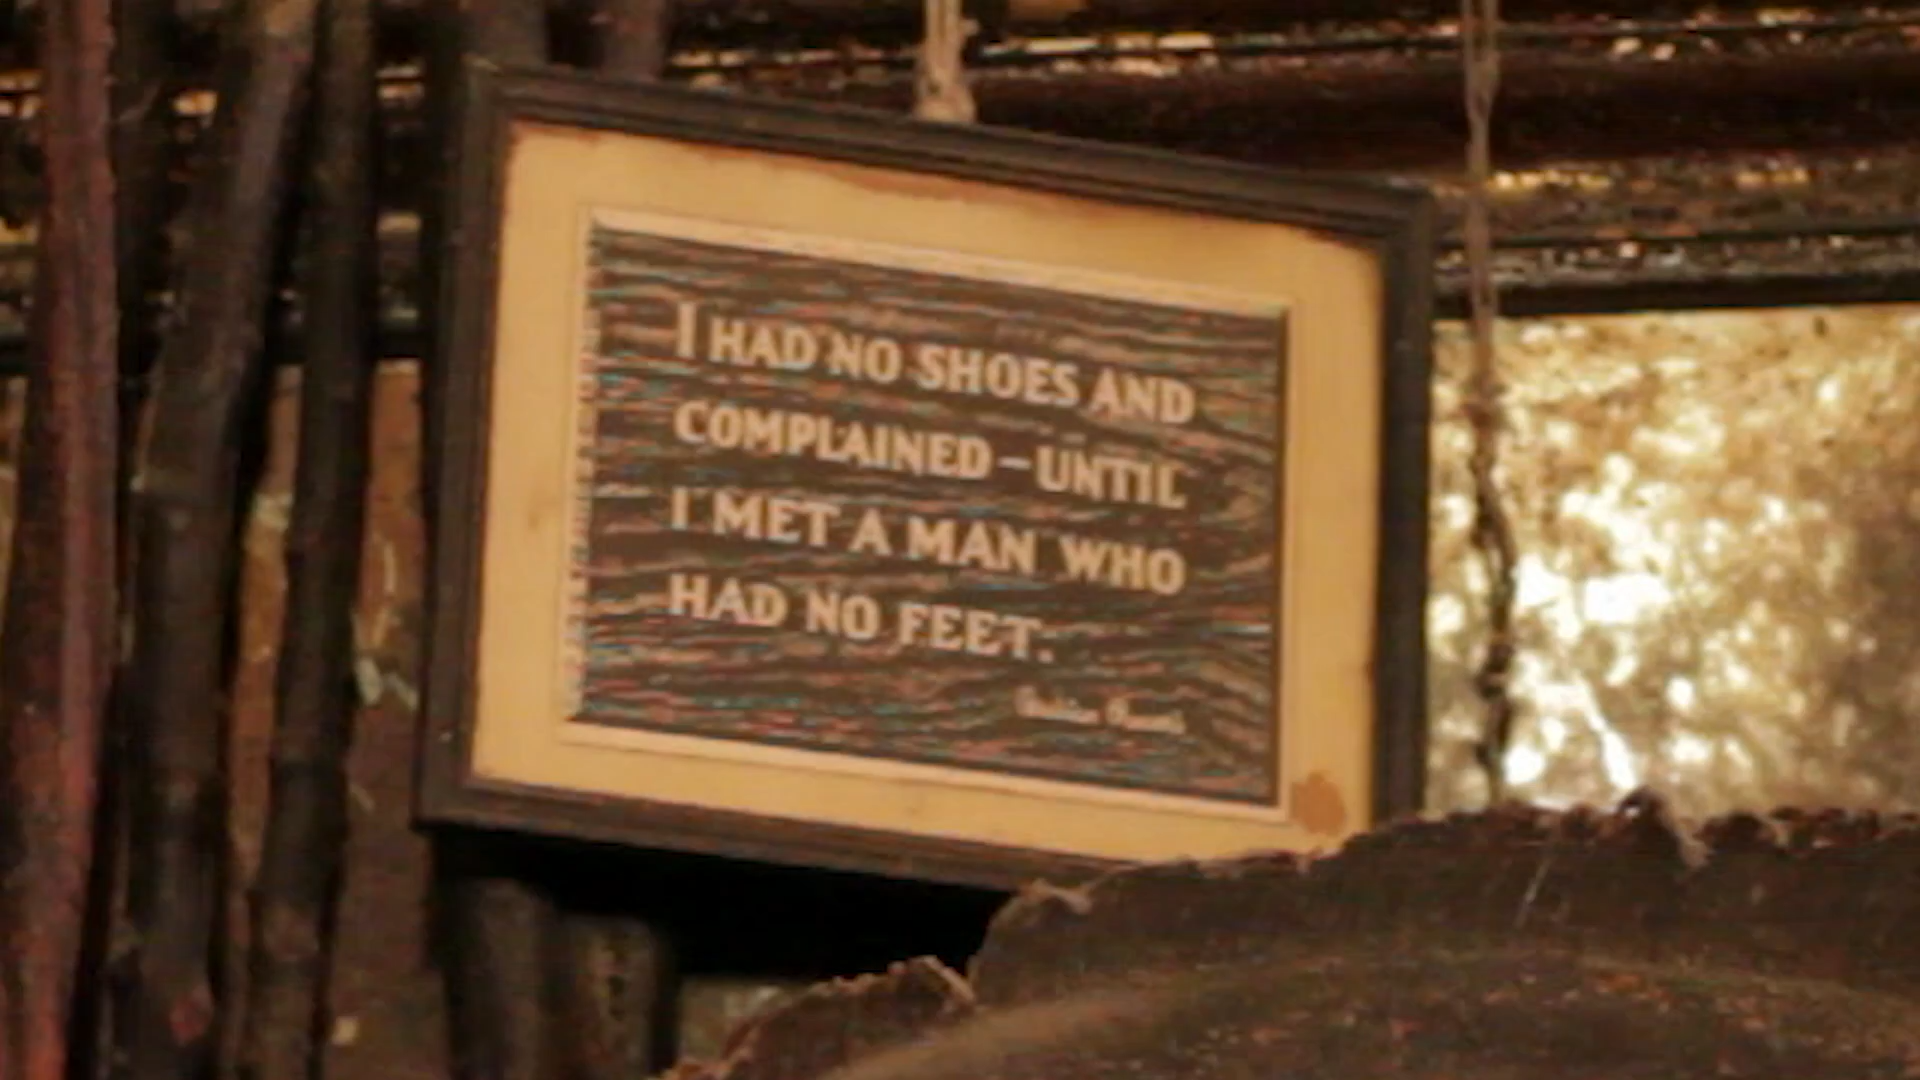 I HAD NO SHOES AND
COMPLAINED – UNTIL
I MET A MAN WHO
HAD NO FEET.